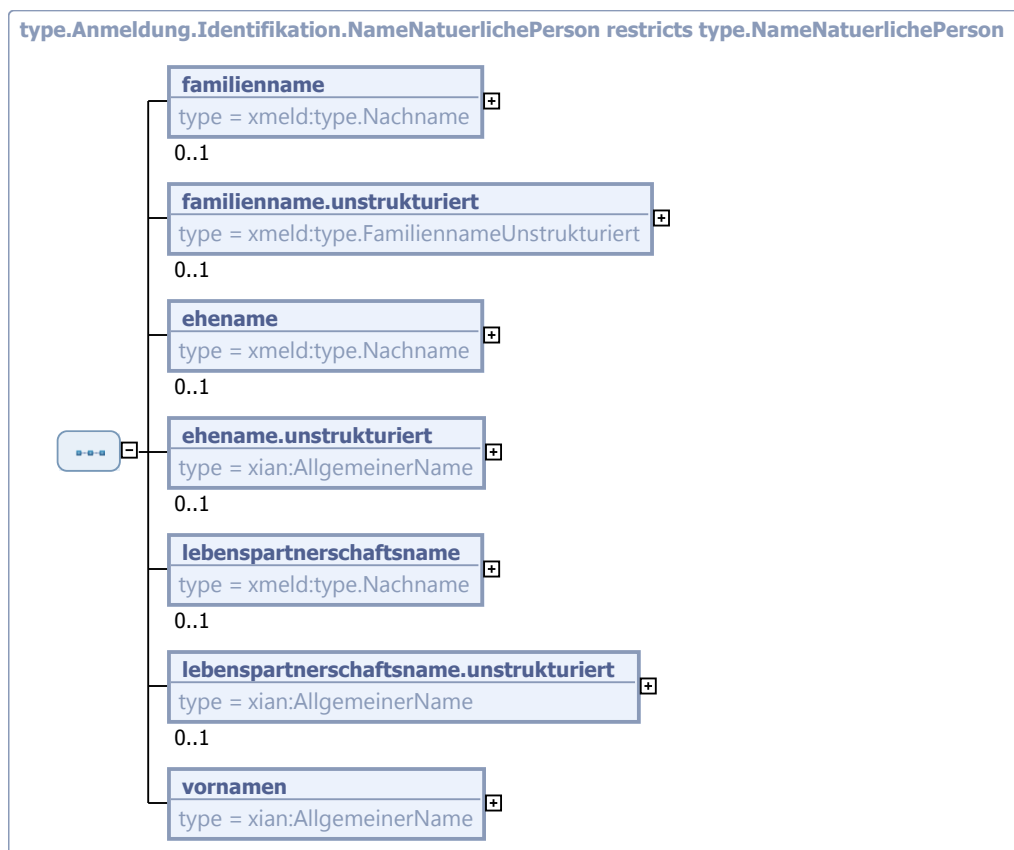 type.Anmeldung.Identifikation.NameNatuerlichePerson restricts type.NameNatuerlichePerson
familienname
type = xmeld:type.Nachname
0..1
familienname.unstrukturiert
type = xmeld:type.FamiliennameUnstrukturiert
0..1
ehename
type = xmeld:type.Nachname
0..1
ehename.unstrukturiert
type = xian:AllgemeinerName
0..1
lebenspartnerschaftsname
type = xmeld:type.Nachname
0..1
lebenspartnerschaftsname.unstrukturiert
type = xian:AllgemeinerName
0..1
vornamen
type = xian:AllgemeinerName